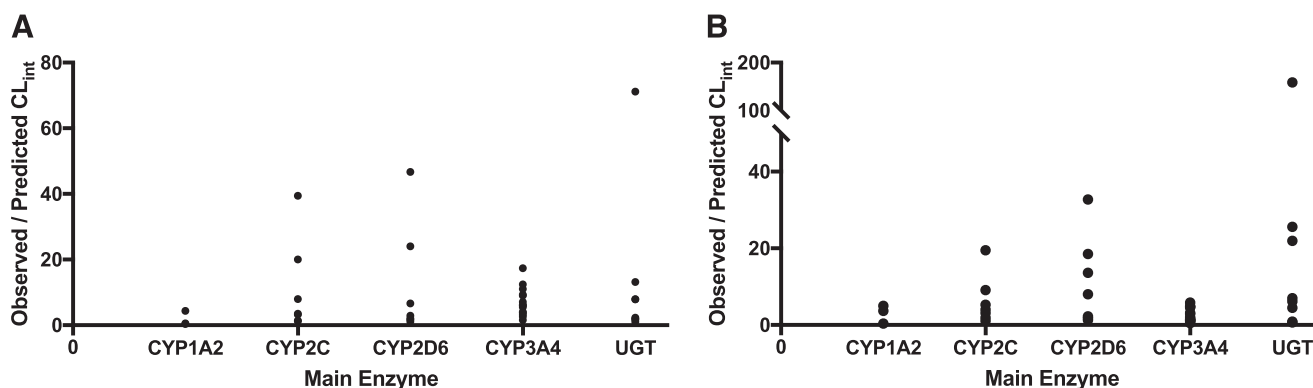 A
Observed / Predicted CLint
80
60
40
20
0
0 CYP1A2 CYP2C CYP2D6 CYP3A4 UGT
Main Enzyme
B
Observed / Predicted CLint
200
100
40
20
0
0 CYP1A2 CYP2C CYP2D6 CYP3A4 UGT
Main Enzyme